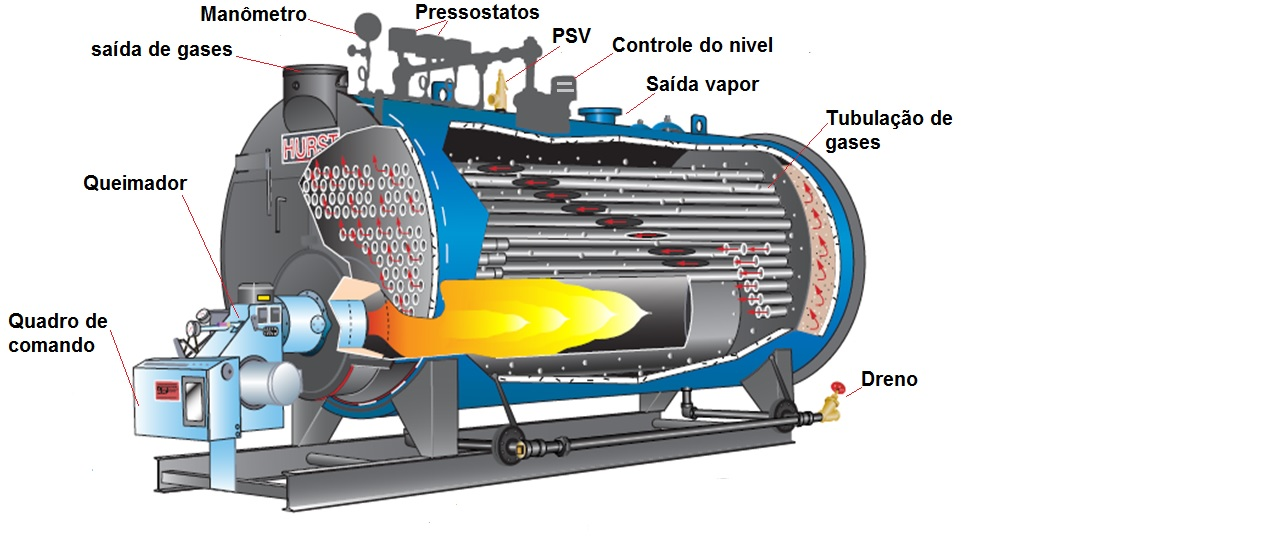 Manômetro
Pressostatos
saída de gases
PSV
Controle do nivel
Saída vapor
Tubulação de
gases
HURST
Queimador
Quadro de
comando
Dreno